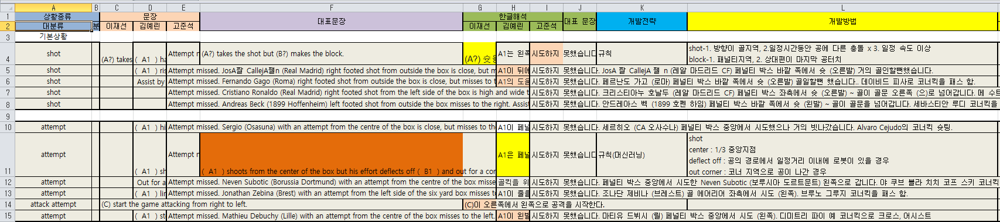 A B C D E F G H I J K L
1 상황종류 문장 대표문장 한글해석 대표 문장 개발전략 개발방법
2 대분류 분 이재선 김예린 고준석 이재선 김예린 고준석
3 기본상황
4 shot (A?) takes ( A1 ) ha Attempt m (A?) takes the shot but (B?) makes the block. (A?) 슛을 A1는 왼쪽 시도하지 못했습니다 규칙 shot-1. 방향이 골지역, 2.일정시간동안 공에 다른 충돌 x 3. 일정 속도 이상
block-1. 패널티지역, 2. 상대편이 마지막 공터치
5 shot ( A1 ) ris Attempt missed. JosA짤 CallejA쨀n (Real Madrid) right footed shot from outside the box is close, but m A1이 뒤에 시도하지 못했습니다. JosA짤 CallejA쨀 n (레알 마드리드 CF) 페널티 박스 바깥 쪽에서 슛 (오른발) 거의 골인할뻔했습니다.
6 shot Assist by Attempt missed. Fernando Gago (Roma) right footed shot from outside the box is close, but misses to t A1의 도움 시도하지 못했습니다. 페르난도 가고 (로마) 페널티 박스 바깥 쪽에서 슛 (오른발) 골일할뻔 했습니다.. 데이비드 피사로 코너킥을 패스 함.
7 shot Attempt missed. Cristiano Ronaldo (Real Madrid) right footed shot from the left side of the box is high and wide t 시도하지 못했습니다. 크리스티아누 호날두 (레알 마드리드 CF) 페널티 박스 좌측에서 슛 (오른발) ~ 골이 골문 오른쪽 (으)로 넘어갑니다. 메 수트
8 shot Attempt missed. Andreas Beck (1899 Hoffenheim) left footed shot from outside the box misses to the right. Assist 시도하지 못했습니다. 안드레아스 벡 (1899 호펜 하임) 페널티 박스 바깥 쪽에서 슛 (왼발) ~ 골이 골문을 넘어갑니다. 세바스티안 루디 코너킥을
9
10 attempt ( A1 ) hi Attempt missed. Sergio (Osasuna) with an attempt from the centre of the box is close, but misses to th A1이 페널 시도하지 못했습니다. 세르히오 (CA 오사수나) 페널티 박스 중앙에서 시도했으나 거의 빗나갔습니다. Alvaro Cejudo의 코너킥 슛팅.
11 attempt ( A1 ) sh Attempt m ( A1 ) shoots from the center of the box but his effort deflects off ( B1 ) and out for a cor A1은 페널 시도하지 못했습니다 규칙(머신러닝) shot
center : 1/3 중앙지점
deflect off : 공의 경로에서 일정거리 이내에 로봇이 있을 경우
out corner : 코너 지역으로 공이 나간 경우
12 attempt Out for a Attempt missed. Neven Subotic (Borussia Dortmund) with an attempt from the centre of the box misse 골킥을 위 시도하지 못했습니다. 페널티 박스 중앙에서 시도한 Neven Subotic (보루시아 도르트문트) 왼쪽으로 갑니다. 야 쿠브 블라 치치 코프 스키 코너킥
13 attempt ( A1 ) lin Attempt missed. Jonathan Zebina (Brest) with an attempt from the left side of the six yard box misses to A1이 줄을 시도하지 못했습니다. 조나단 제비나 (브레스트) 골 에어리어 좌측에서 시도 (왼쪽). 브루노 그루지 코너킥을 패스 함.
14 attack attempt (C) start the game attacking from right to left. (C)이 오른쪽에서 왼쪽으로 공격을 시작한다.
15 attempt ( A1 ) st Attempt missed. Mathieu Debuchy (Lille) with an attempt from the centre of the box misses to the left. A1이 왼발 시도하지 못했습니다. 마티유 드뷔시 (릴) 페널티 박스 중앙에서 시도 (왼쪽). 디미트리 파이 예 코너킥으로 크로스, 어시스트